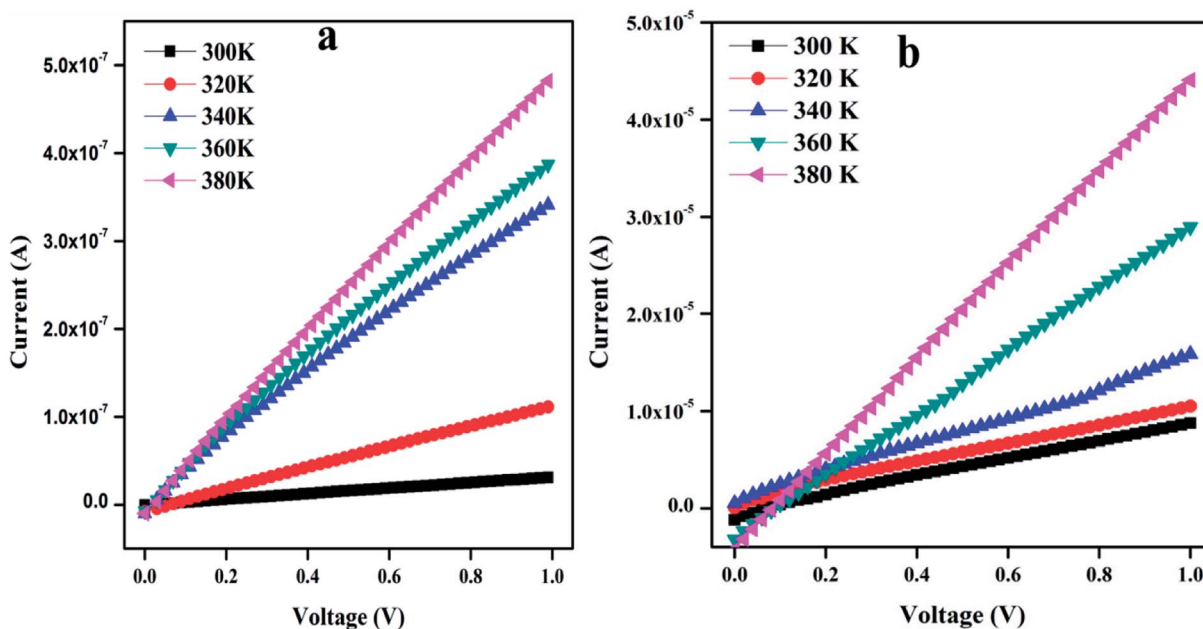 a
300K
320K
340K
360K
380K
5.0x10⁻⁷
4.0x10⁻⁷
3.0x10⁻⁷
2.0x10⁻⁷
1.0x10⁻⁷
0.0
Current (A)
0.0 0.2 0.4 0.6 0.8 1.0
Voltage (V)
b
300 K
320 K
340 K
360 K
380 K
5.0x10⁻⁵
4.0x10⁻⁵
3.0x10⁻⁵
2.0x10⁻⁵
1.0x10⁻⁵
0.0
Current (A)
0.0 0.2 0.4 0.6 0.8 1.0
Voltage (V)